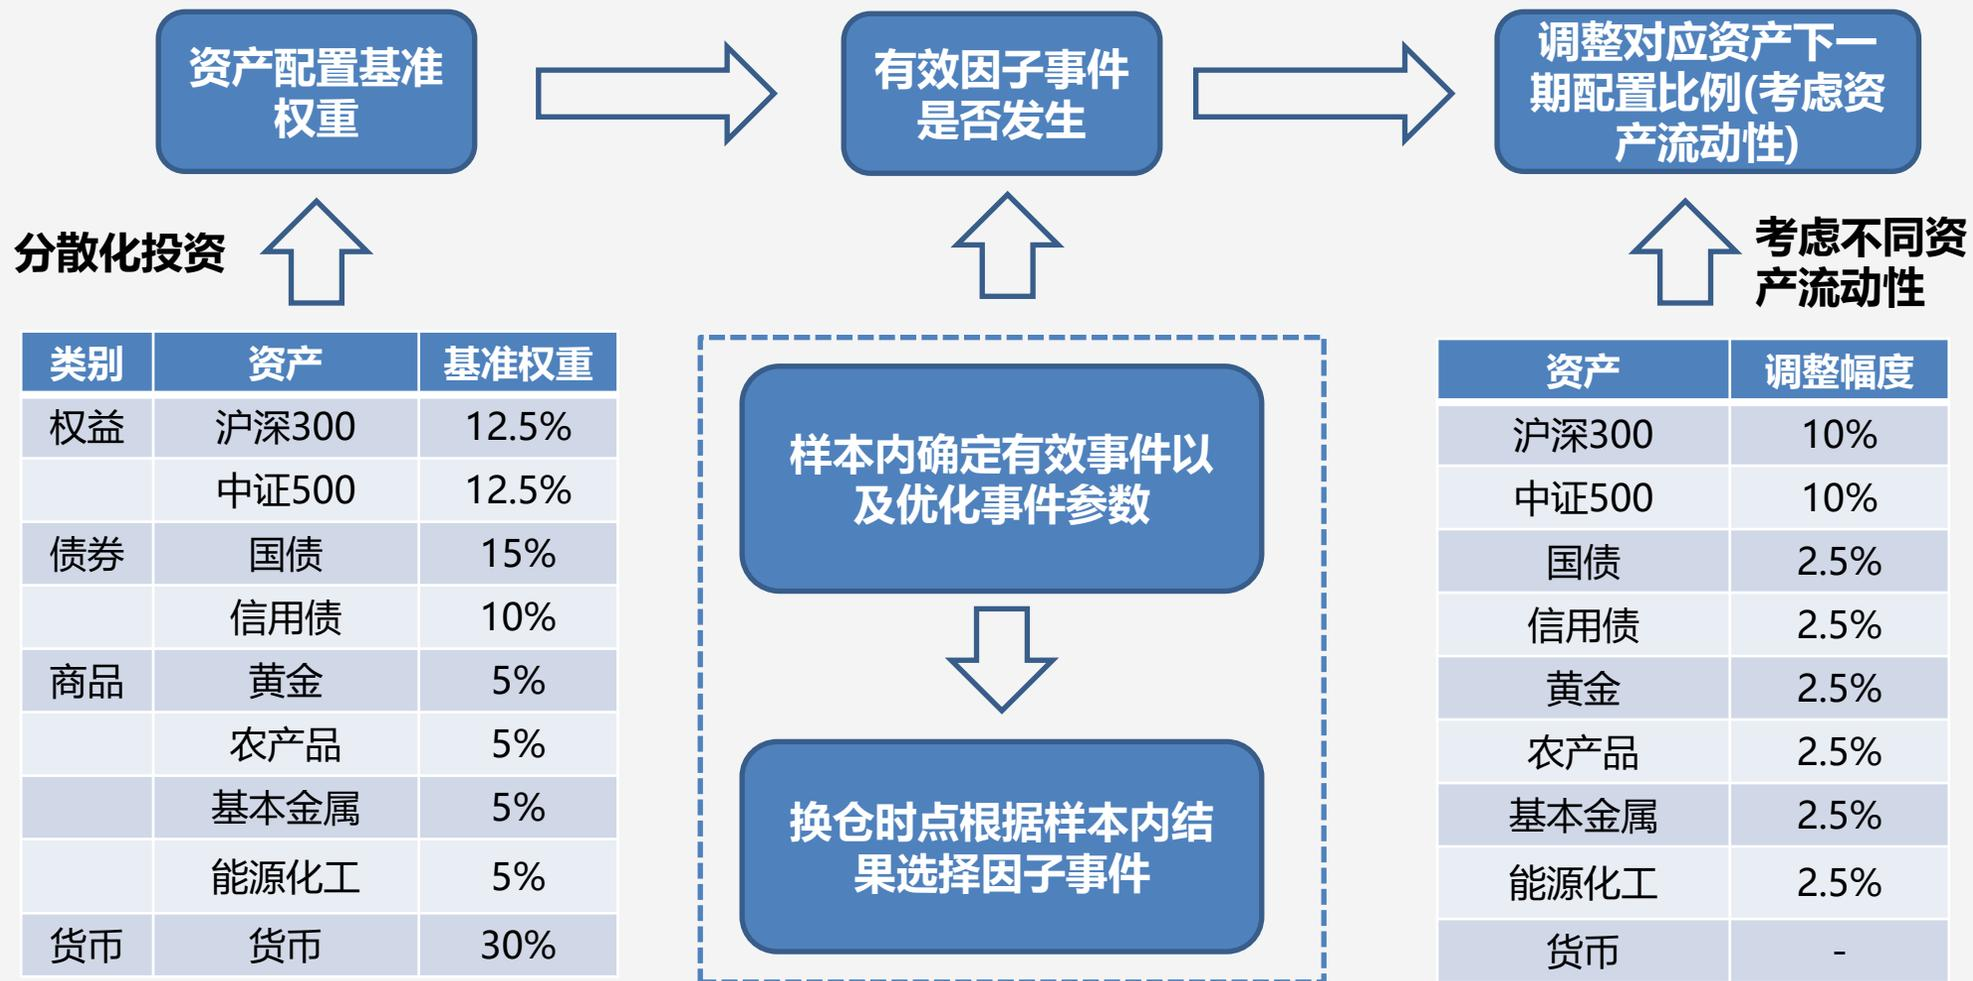 资产配置基准
权重
有效因子事件
是否发生
调整对应资产下一
期配置比例(考虑资
产流动性)
分散化投资
考虑不同资
产流动性
类别 资产 基准权重
权益 沪深300 12.5%
中证500 12.5%
债券 国债 15%
信用债 10%
商品 黄金 5%
农产品 5%
基本金属 5%
能源化工 5%
货币 货币 30%
样本内确定有效事件以
及优化事件参数
换仓时点根据样本内结
果选择因子事件
资产 调整幅度
沪深300 10%
中证500 10%
国债 2.5%
信用债 2.5%
黄金 2.5%
农产品 2.5%
基本金属 2.5%
能源化工 2.5%
货币 -